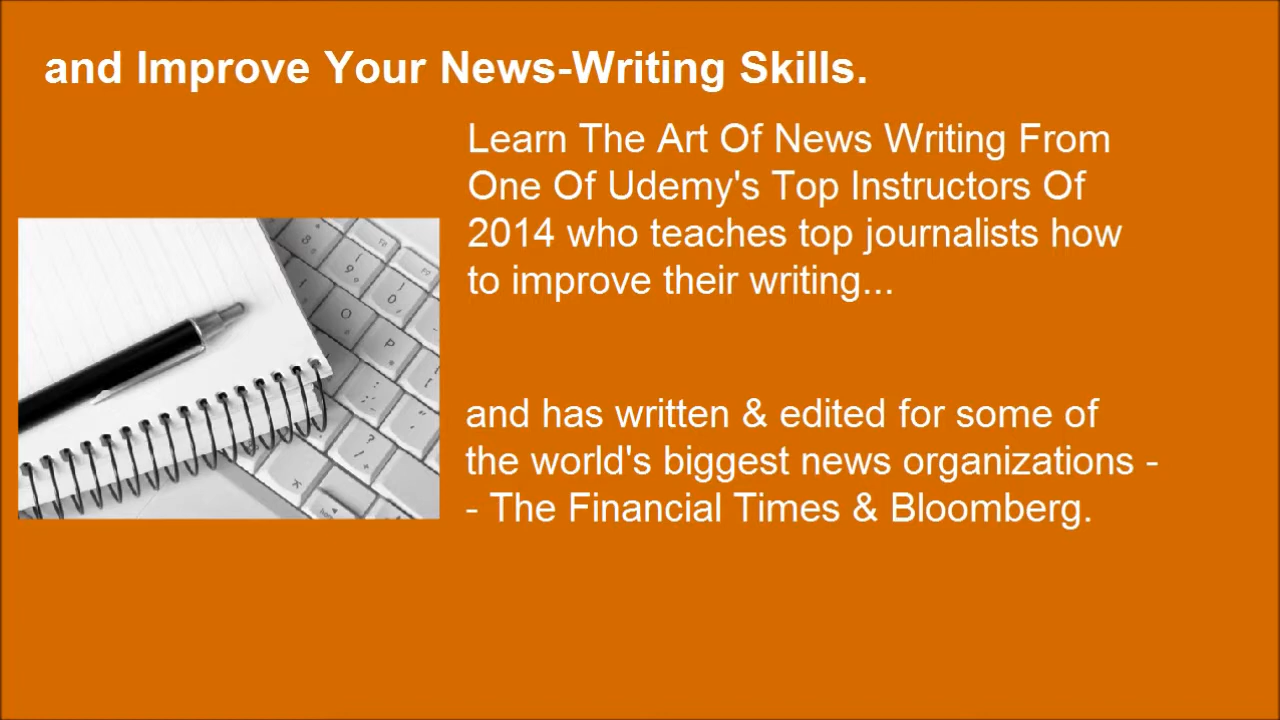 and Improve Your News-Writing Skills.
Learn The Art Of News Writing From
One Of Udemy's Top Instructors Of
2014 who teaches top journalists how
to improve their writing...
and has written & edited for some of
the world's biggest news organizations -
- The Financial Times & Bloomberg.